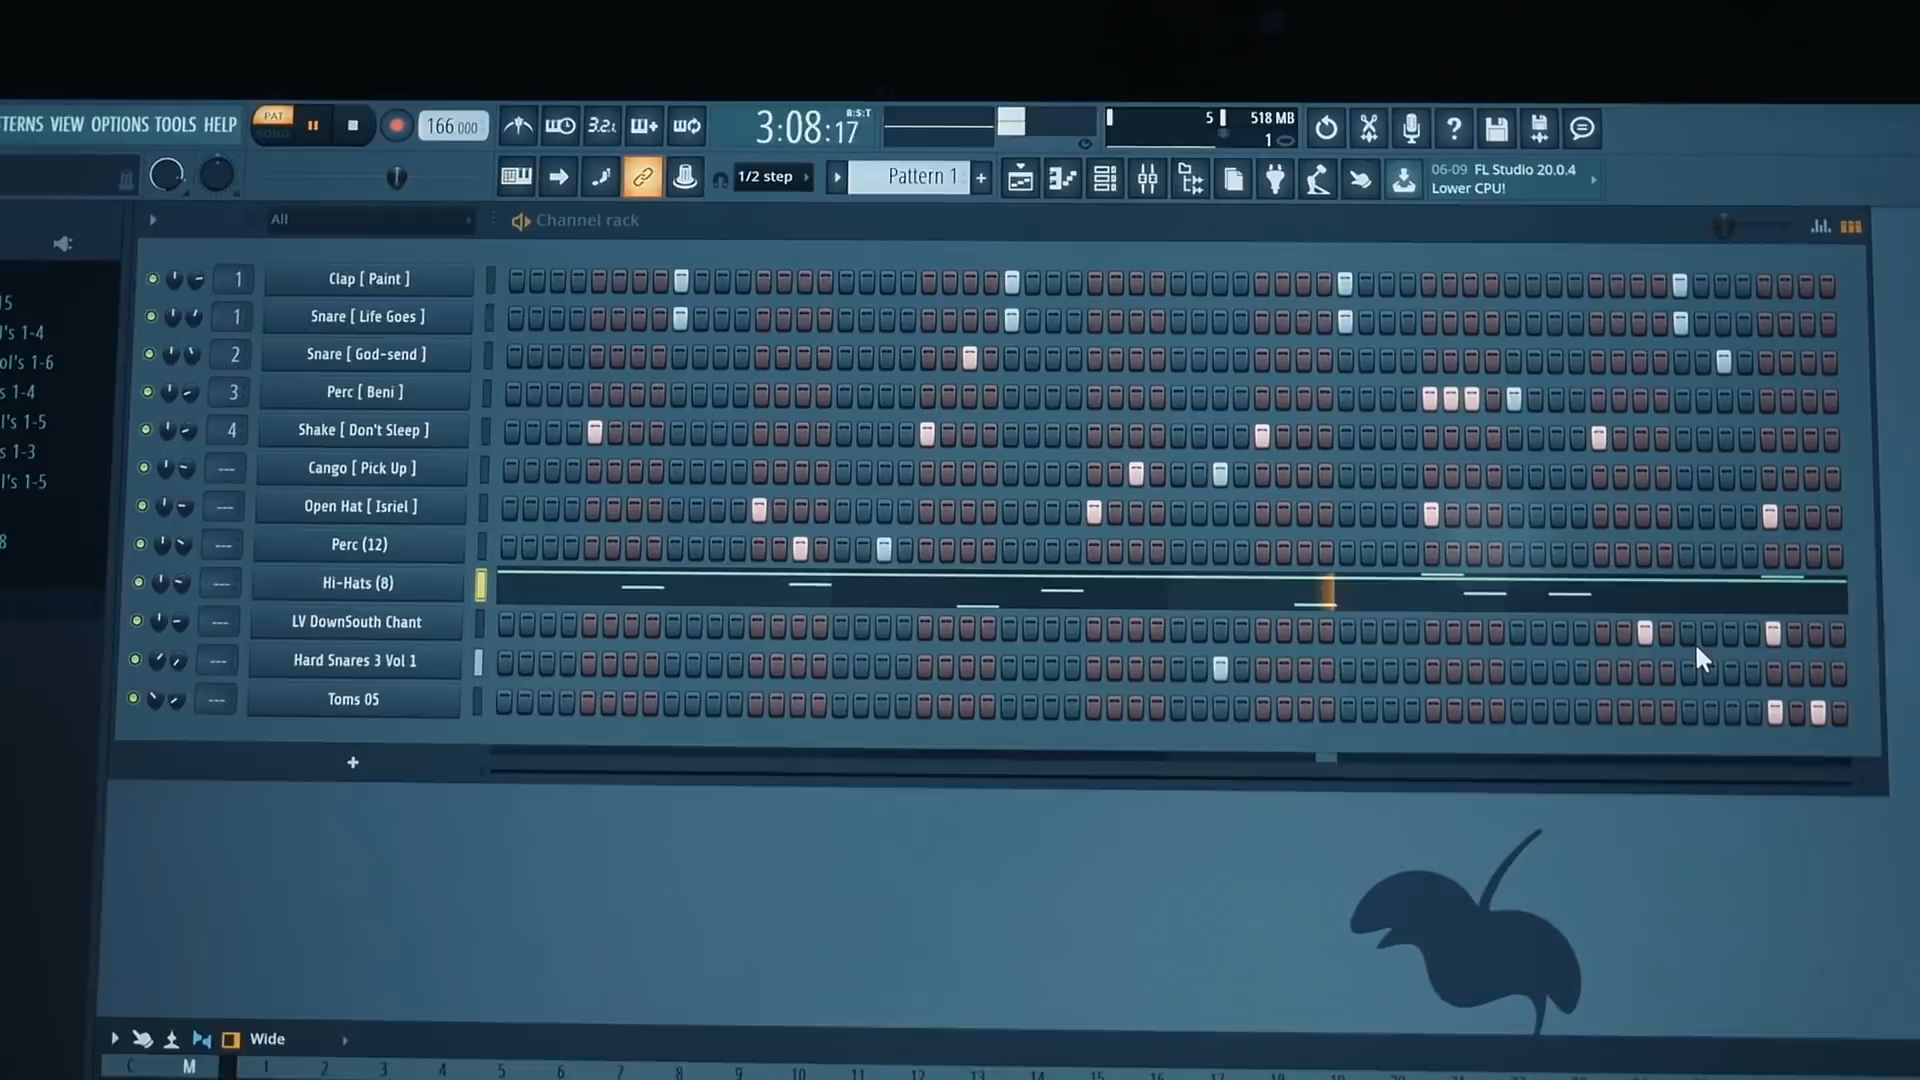 TERNS VIEW OPTIONS TOOLS HELP
PAT
SONG
166.000
3.2.
3:08:17
B:S:T
5
518 MB
1
1/2 step
Pattern 1
+
06-09 FL Studio 20.0.4
Lower CPU!
All
Channel rack
1 Clap [ Paint ]
1 Snare [ Life Goes ]
2 Snare [ God-send ]
3 Perc [ Beni ]
4 Shake [ Don't Sleep ]
--- Cango [ Pick Up ]
--- Open Hat [ Isriel ]
--- Perc (12)
--- Hi-Hats (8)
--- LV DownSouth Chant
--- Hard Snares 3 Vol 1
--- Toms 05
+
15
l's 1-4
ol's 1-6
s 1-4
l's 1-5
s 1-3
l's 1-5
8
Wide
C M 1 2 3 4 5 6 7 8 9 10 11 12 13 14 15 16 17 18